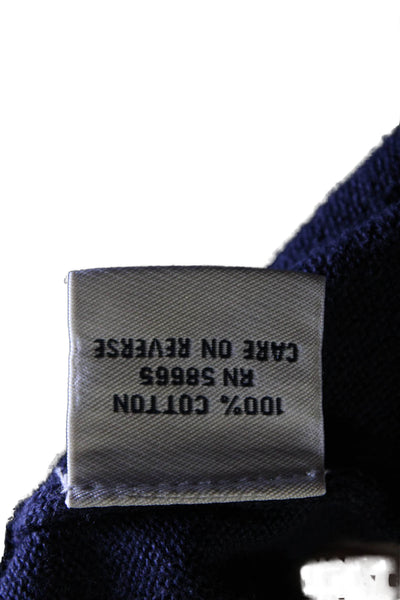 100% COTTON
RN 58665
CARE ON REVERSE